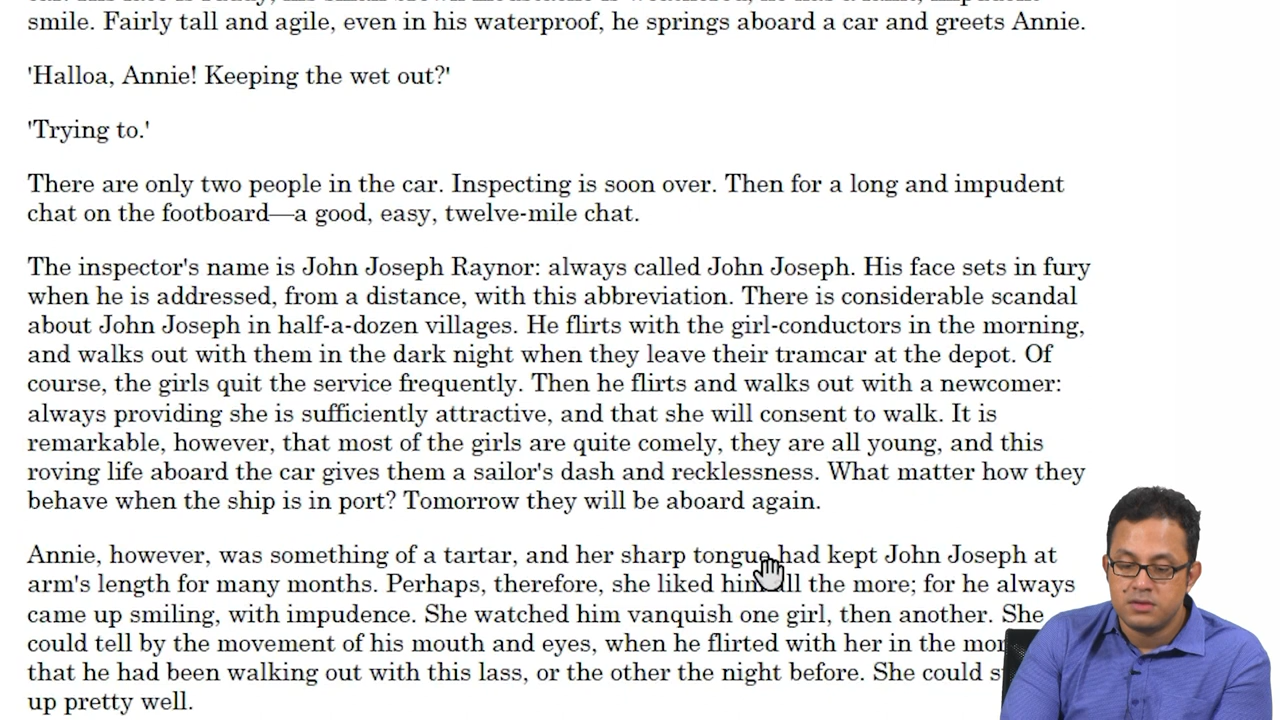 smile. Fairly tall and agile, even in his waterproof, he springs aboard a car and greets Annie.
'Halloa, Annie! Keeping the wet out?'
'Trying to.'
There are only two people in the car. Inspecting is soon over. Then for a long and impudent
chat on the footboard—a good, easy, twelve-mile chat.
The inspector's name is John Joseph Raynor: always called John Joseph. His face sets in fury
when he is addressed, from a distance, with this abbreviation. There is considerable scandal
about John Joseph in half-a-dozen villages. He flirts with the girl-conductors in the morning,
and walks out with them in the dark night when they leave their tramcar at the depot. Of
course, the girls quit the service frequently. Then he flirts and walks out with a newcomer:
always providing she is sufficiently attractive, and that she will consent to walk. It is
remarkable, however, that most of the girls are quite comely, they are all young, and this
roving life aboard the car gives them a sailor's dash and recklessness. What matter how they
behave when the ship is in port? Tomorrow they will be aboard again.
Annie, however, was something of a tartar, and her sharp tongue had kept John Joseph at
arm's length for many months. Perhaps, therefore, she liked him all the more; for he always
came up smiling, with impudence. She watched him vanquish one girl, then another. She
could tell by the movement of his mouth and eyes, when he flirted with her in the
that he had been walking out with this lass, or the other the night before. She could
up pretty well.